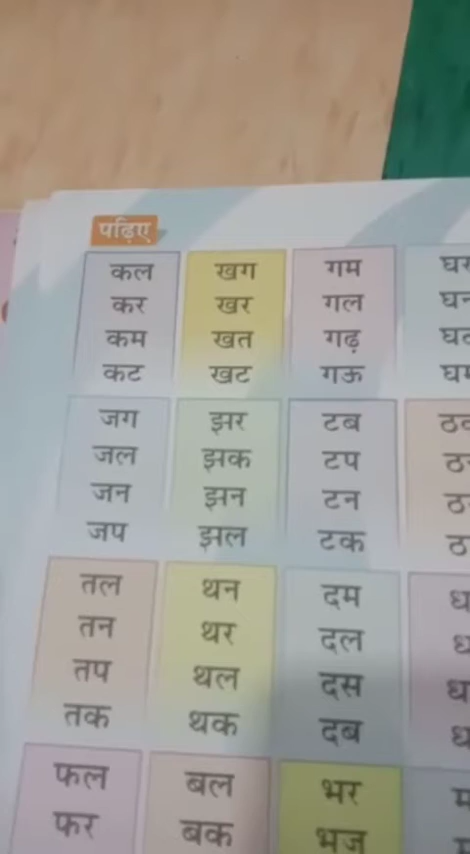 पढ़िए
कल खग गम
कर खर गल
कम खत गढ़
कट खट गऊ
जग झर टब
जल झक टप
जन झन टन
जप झल टक
तल थन दम
तन थर दल
तप थल दस
तक थक दब
फल बल भर
फर बक भज